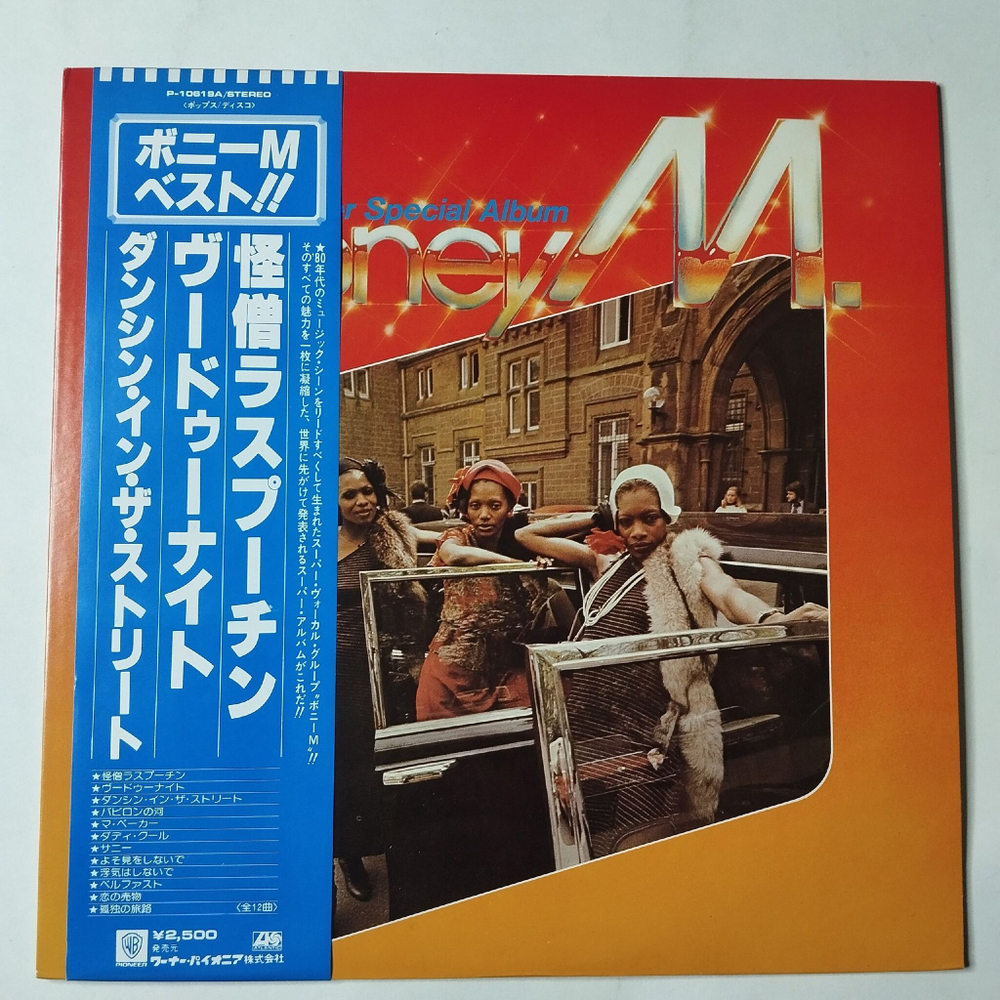 P-10619A/STEREO
〈ポップス/ディスコ〉
ボニーM
ベスト!!
★'80年代のミュージック・シーンをリードすべくして生まれたスーパー・ヴォーカル・グループ“ボニーM”!!
そのすべての魅力を一枚に凝縮した、世界に先がけて発表されるスーパー・アルバムがこれだ!!
怪僧ラスプーチン
ヴードゥーナイト
ダンシン・イン・ザ・ストリート
★怪僧ラスプーチン
★ヴードゥーナイト
★ダンシン・イン・ザ・ストリート
★バビロンの河
★マ・ベーカー
★ダディ・クール
★サニー
★よそ見をしないで
★浮気はしないで
★ベルファスト
★恋の売物
★孤独の旅路 〈全12曲〉
WB
PIONEER
¥2,500
発売元
ワーナー・パイオニア株式会社
ATLANTIC
r Special Album
oney M.